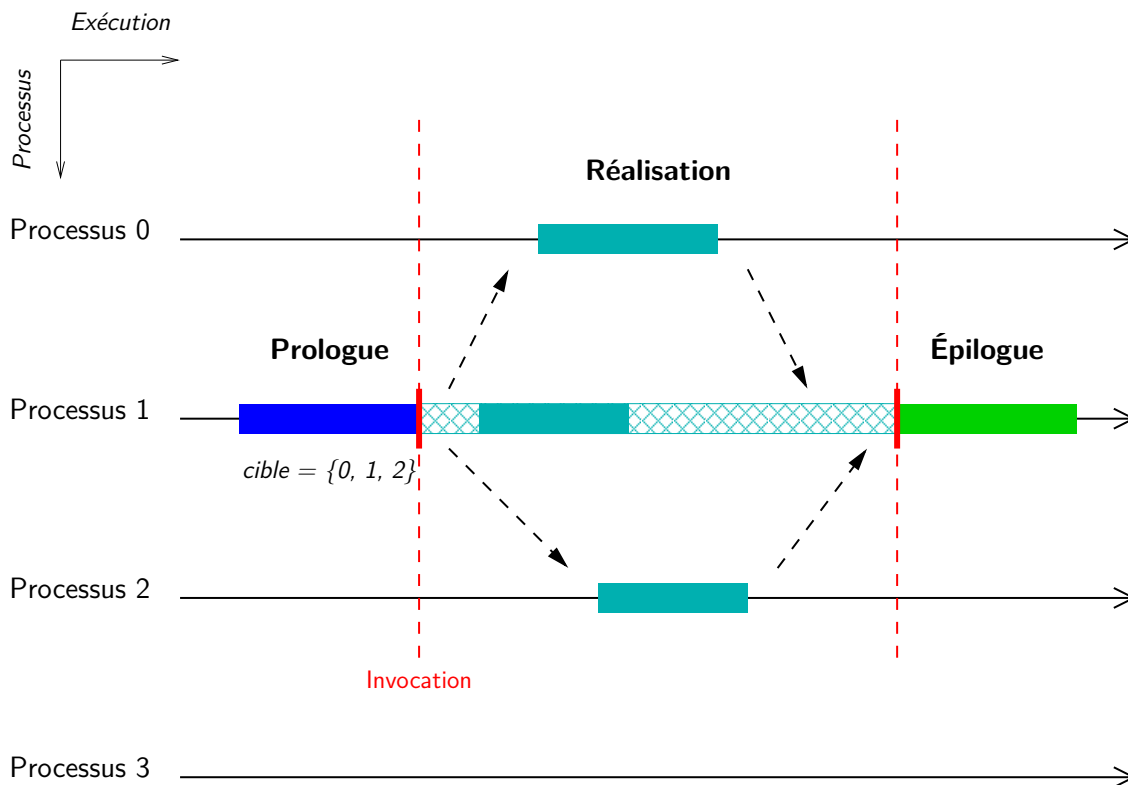 Exécution
Processus
Réalisation
Processus 0
Prologue
Épilogue
Processus 1
cible = {0, 1, 2}
Processus 2
Invocation
Processus 3